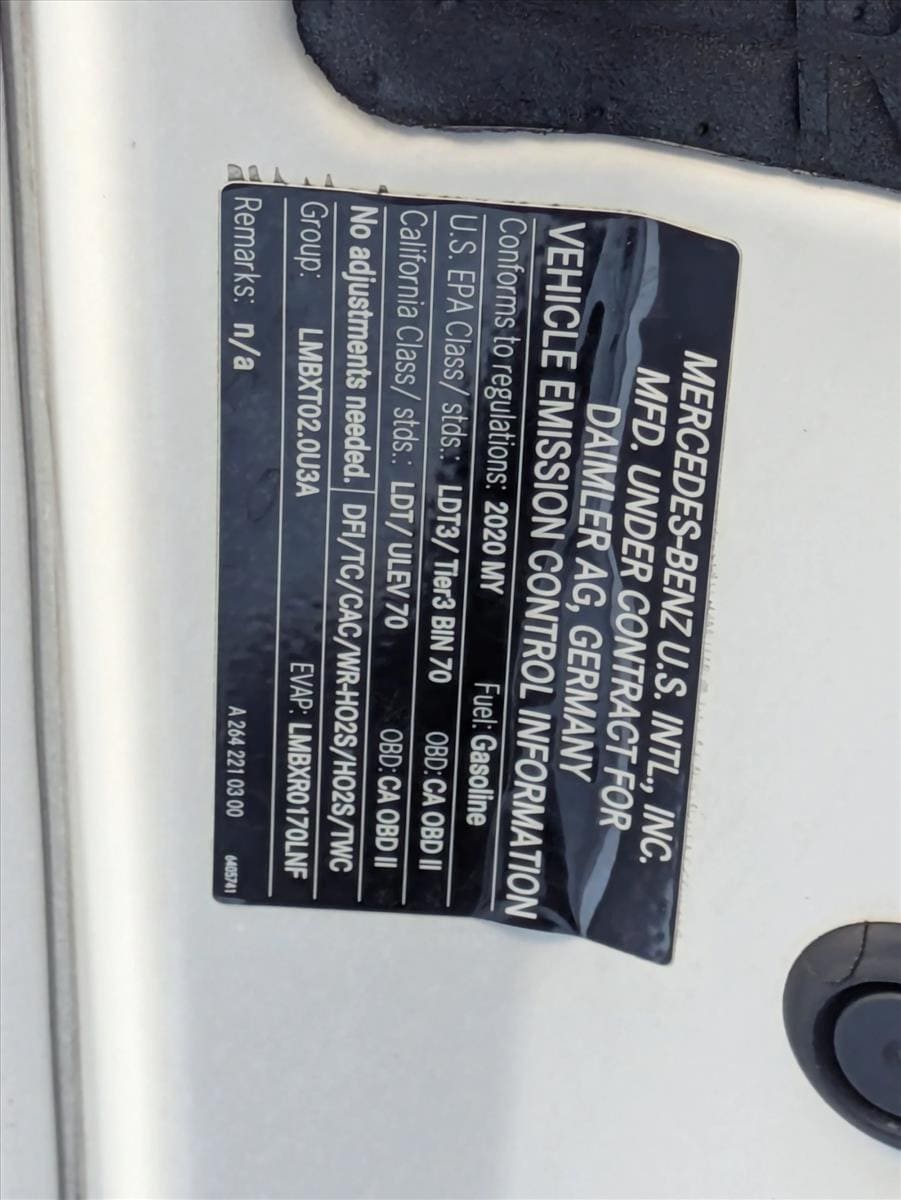 MERCEDES-BENZ U.S. INTL., INC.
MFD. UNDER CONTRACT FOR
DAIMLER AG, GERMANY
VEHICLE EMISSION CONTROL INFORMATION
Conforms to regulations: 2020 MY Fuel: Gasoline
U.S. EPA Class/ stds.: LDT3/ Tier3 BIN 70 OBD: CA OBD II
California Class/ stds.: LDT/ ULEV 70 OBD: CA OBD II
No adjustments needed. DFI/TC/CAC/WR-HO2S/HO2S/TWC
Group: LMBXT02.0U3A EVAP: LMBXR0170LNF
Remarks: n/a A 264 221 03 00 6405741